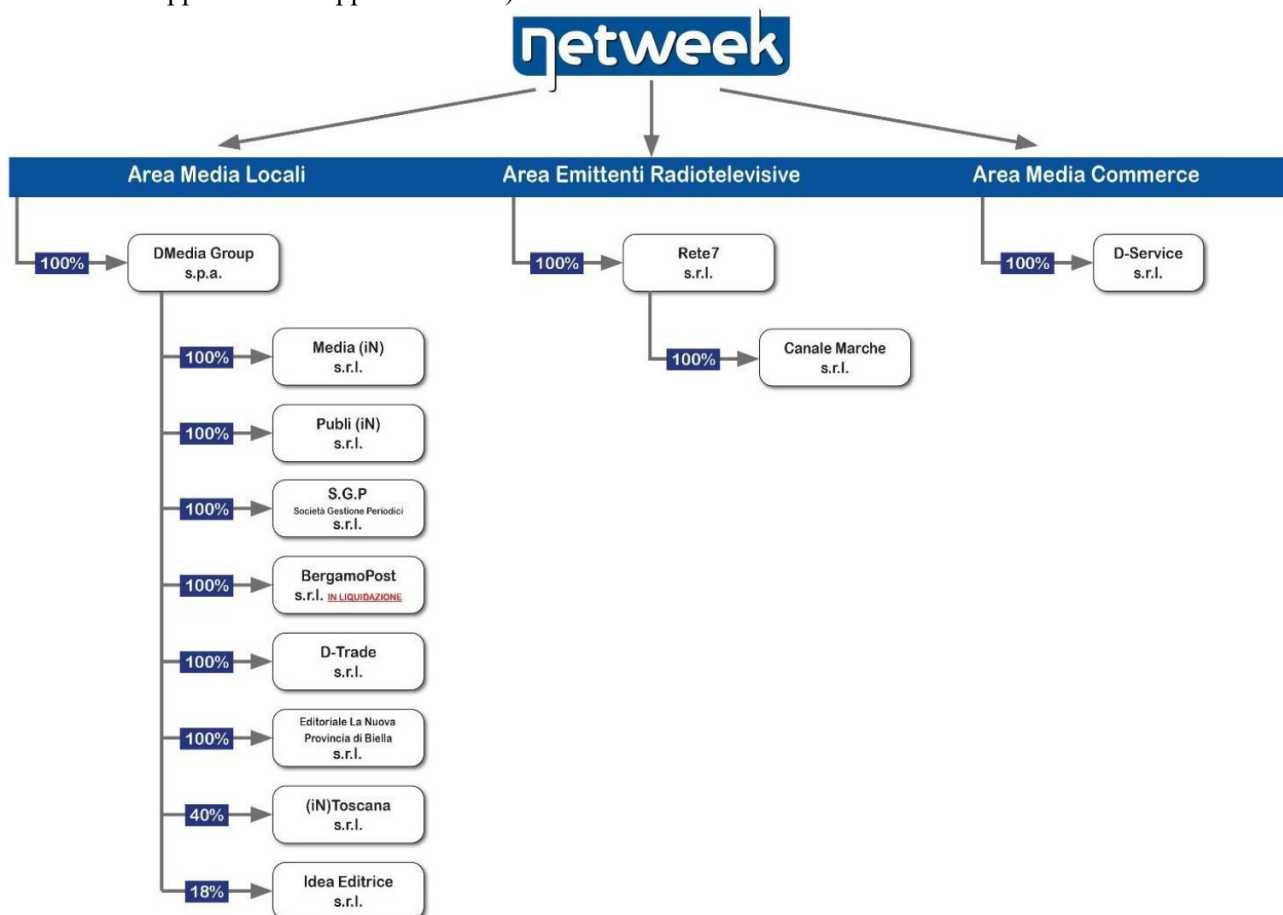 netweek
Area Media Locali
Area Emittenti Radiotelevisive
Area Media Commerce
100%
DMedia Group
s.p.a.
100%
Rete7
s.r.l.
100%
D-Service
s.r.l.
100%
Media (iN)
s.r.l.
100%
Canale Marche
s.r.l.
100%
Publi (iN)
s.r.l.
100%
S.G.P
Società Gestione Periodici
s.r.l.
100%
BergamoPost
s.r.l. IN LIQUIDAZIONE
100%
D-Trade
s.r.l.
100%
Editoriale La Nuova
Provincia di Biella
s.r.l.
40%
(iN)Toscana
s.r.l.
18%
Idea Editrice
s.r.l.